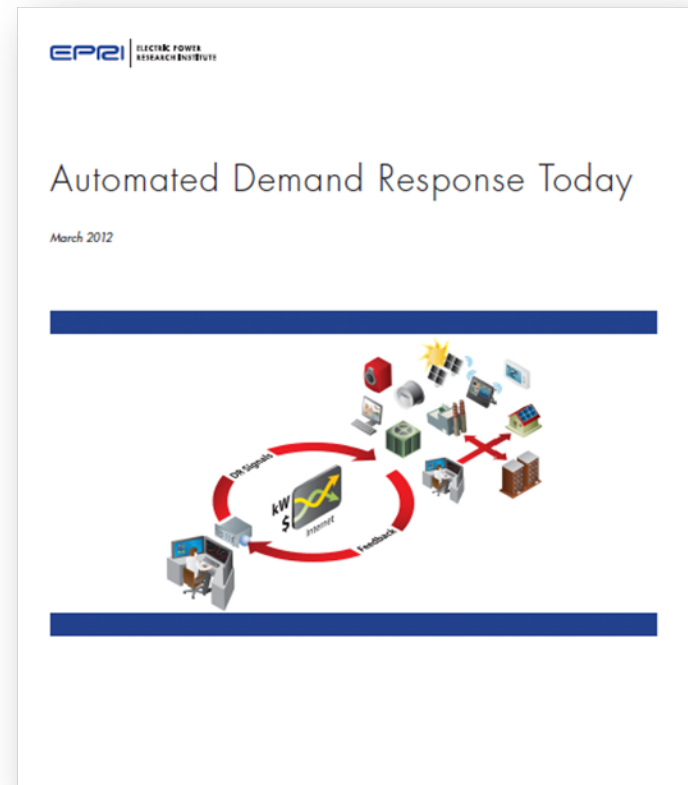 EPRI
ELECTRIC POWER
RESEARCH INSTITUTE
Automated Demand Response Today
March 2012
DR Signals
kW
$
Internet
Feedback